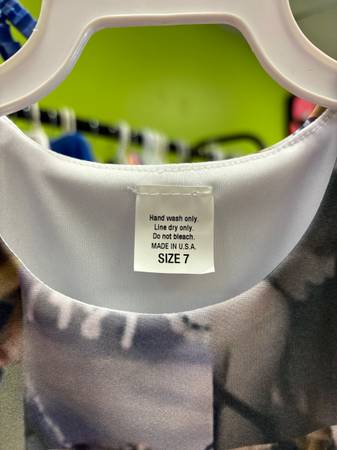 Hand wash only.
Line dry only.
Do not bleach.
MADE IN U.S.A.
SIZE 7